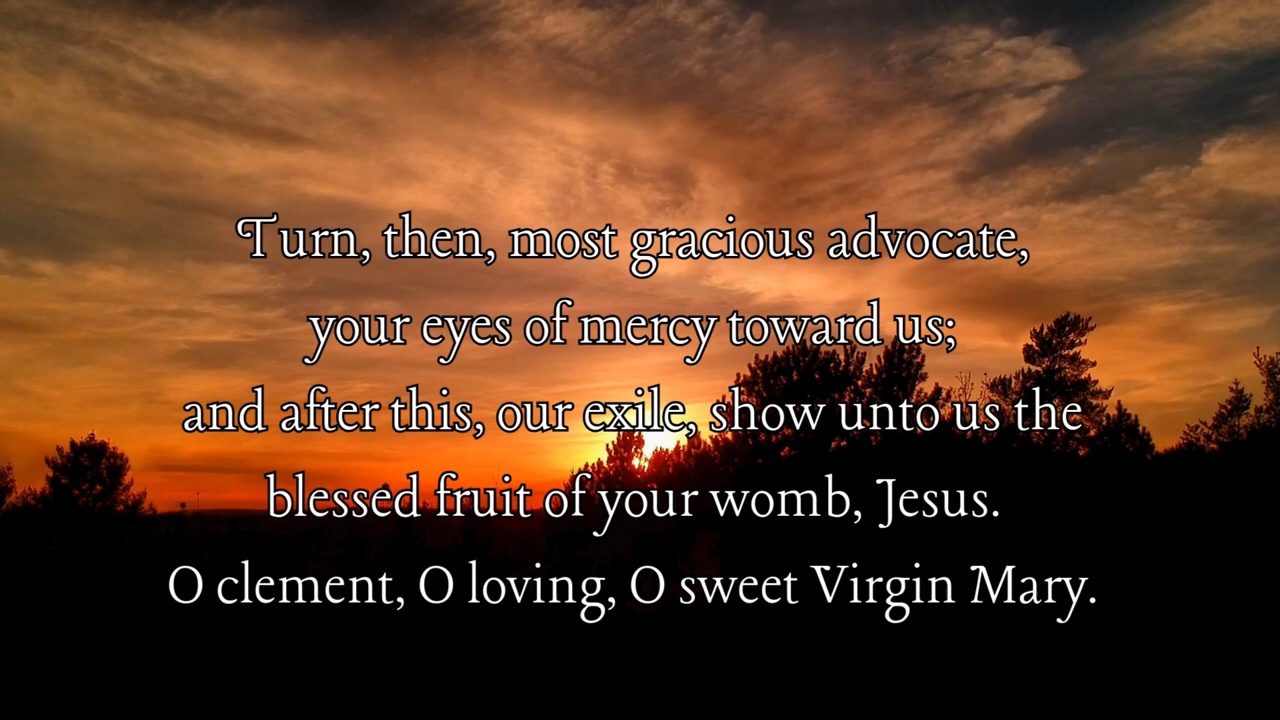 Turn, then, most gracious advocate,
your eyes of mercy toward us;
and after this, our exile, show unto us the
blessed fruit of your womb, Jesus.
O clement, O loving, O sweet Virgin Mary.